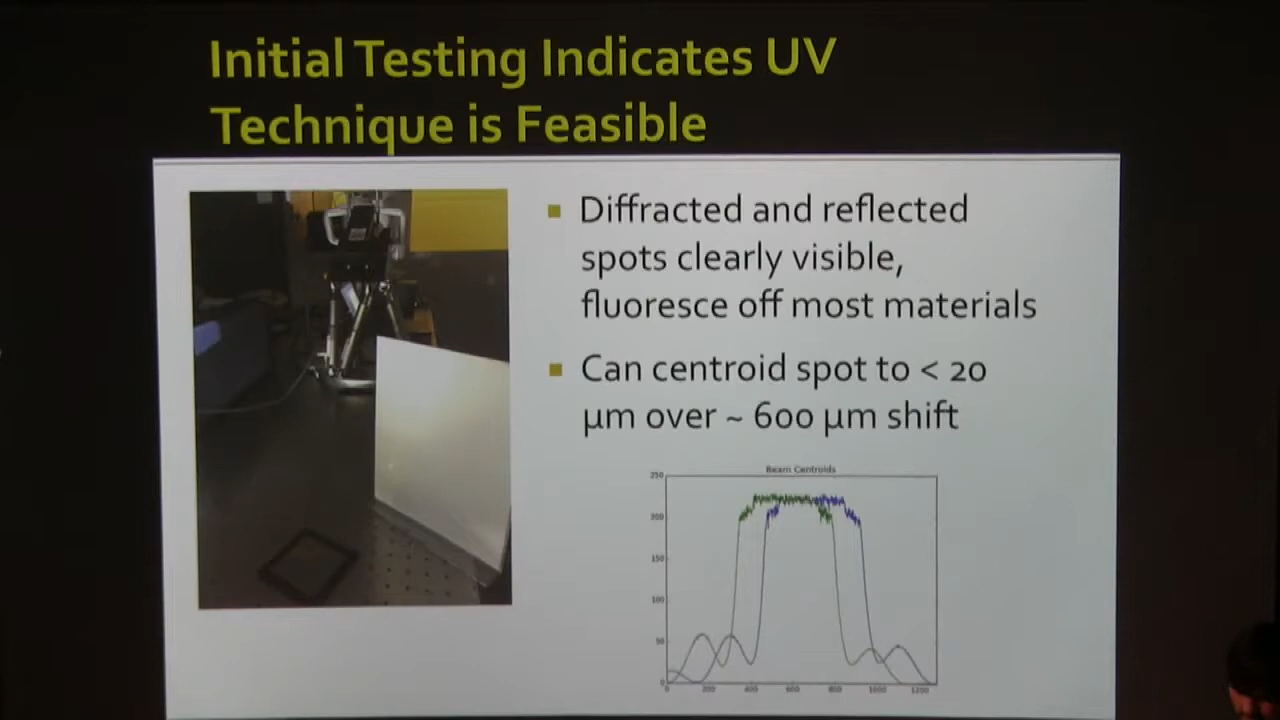 Initial Testing Indicates UV
Technique is Feasible
Diffracted and reflected
spots clearly visible,
fluoresce off most materials
Can centroid spot to < 20
μm over ~ 600 μm shift
Beam Centroids
250
200
150
100
50
0
0 200 400 600 800 1000 1200